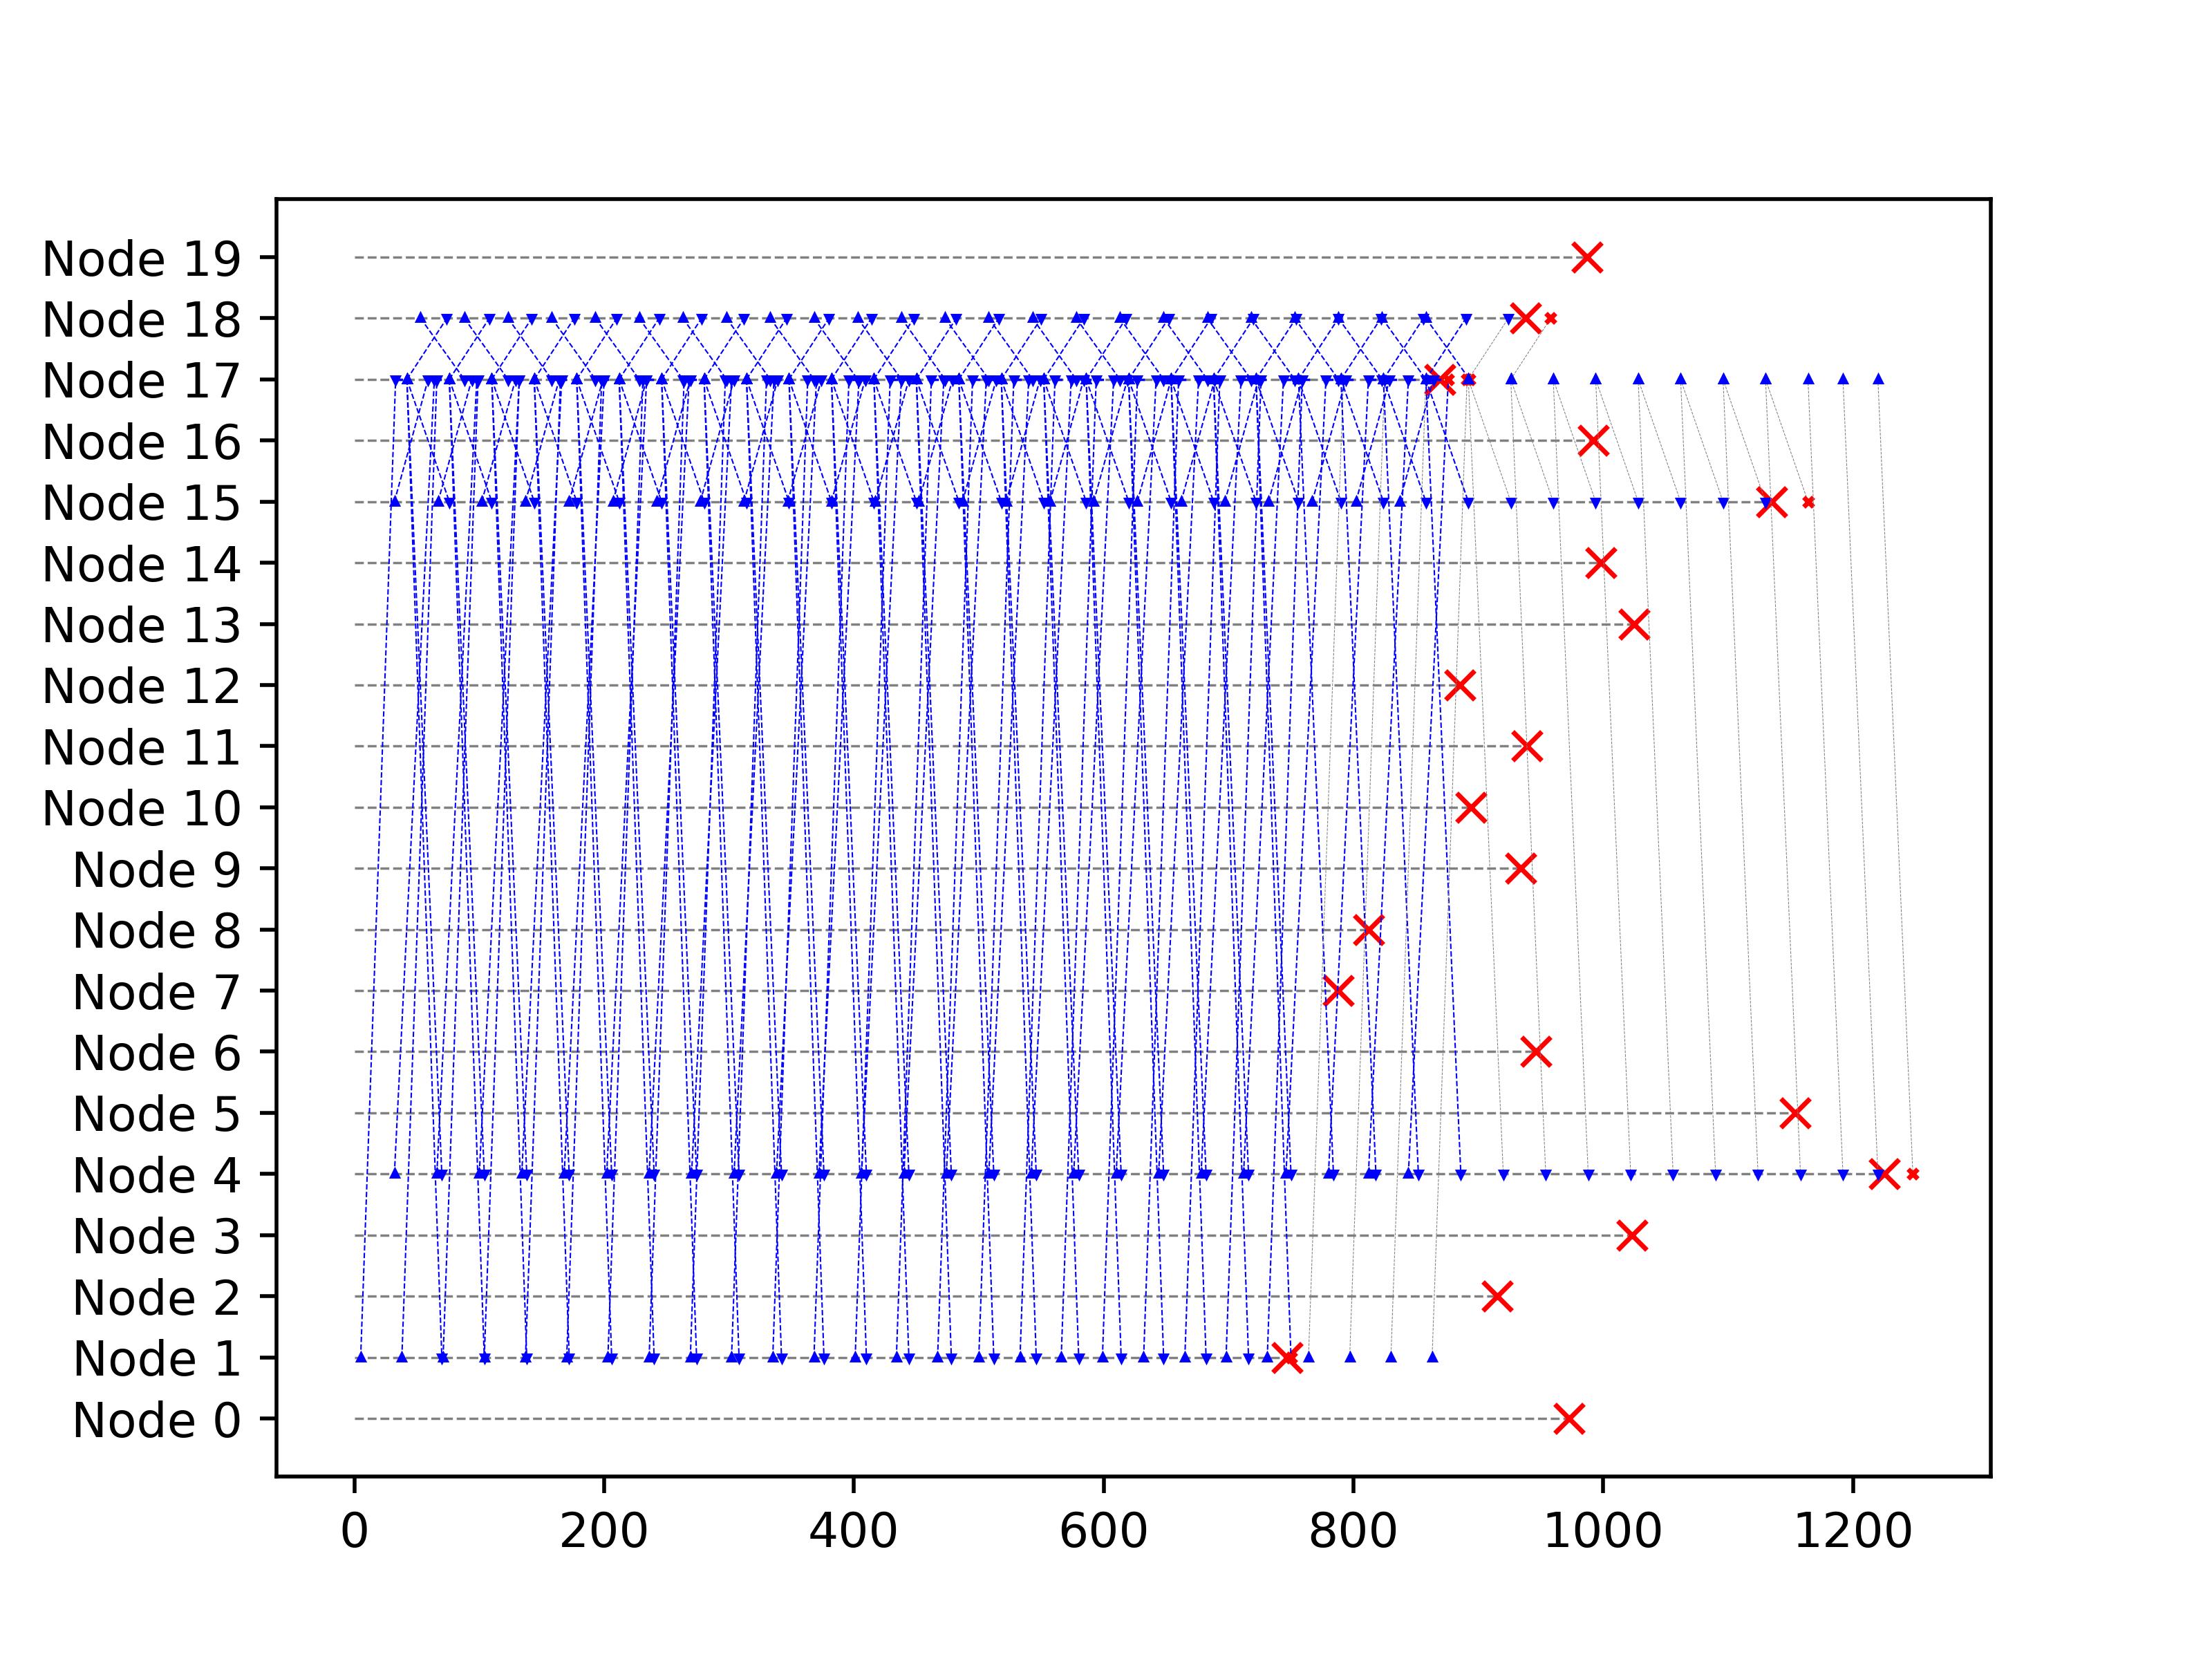 Node 19
Node 18
Node 17
Node 16
Node 15
Node 14
Node 13
Node 12
Node 11
Node 10
Node 9
Node 8
Node 7
Node 6
Node 5
Node 4
Node 3
Node 2
Node 1
Node 0
0 200 400 600 800 1000 1200